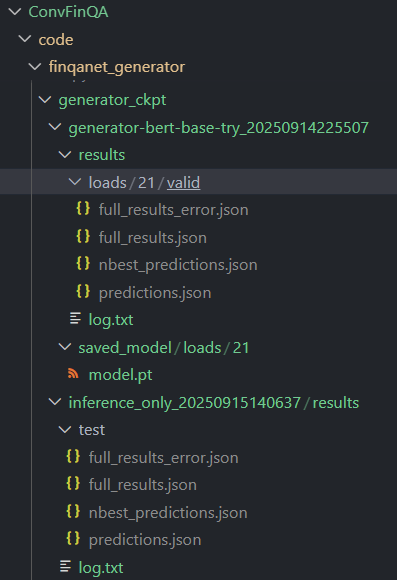 ConvFinQA
code
finqanet_generator
generator_ckpt
generator-bert-base-try_20250914225507
results
loads / 21 / valid
{} full_results_error.json
{} full_results.json
{} nbest_predictions.json
{} predictions.json
log.txt
saved_model / loads / 21
model.pt
inference_only_20250915140637 / results
test
{} full_results_error.json
{} full_results.json
{} nbest_predictions.json
{} predictions.json
log.txt